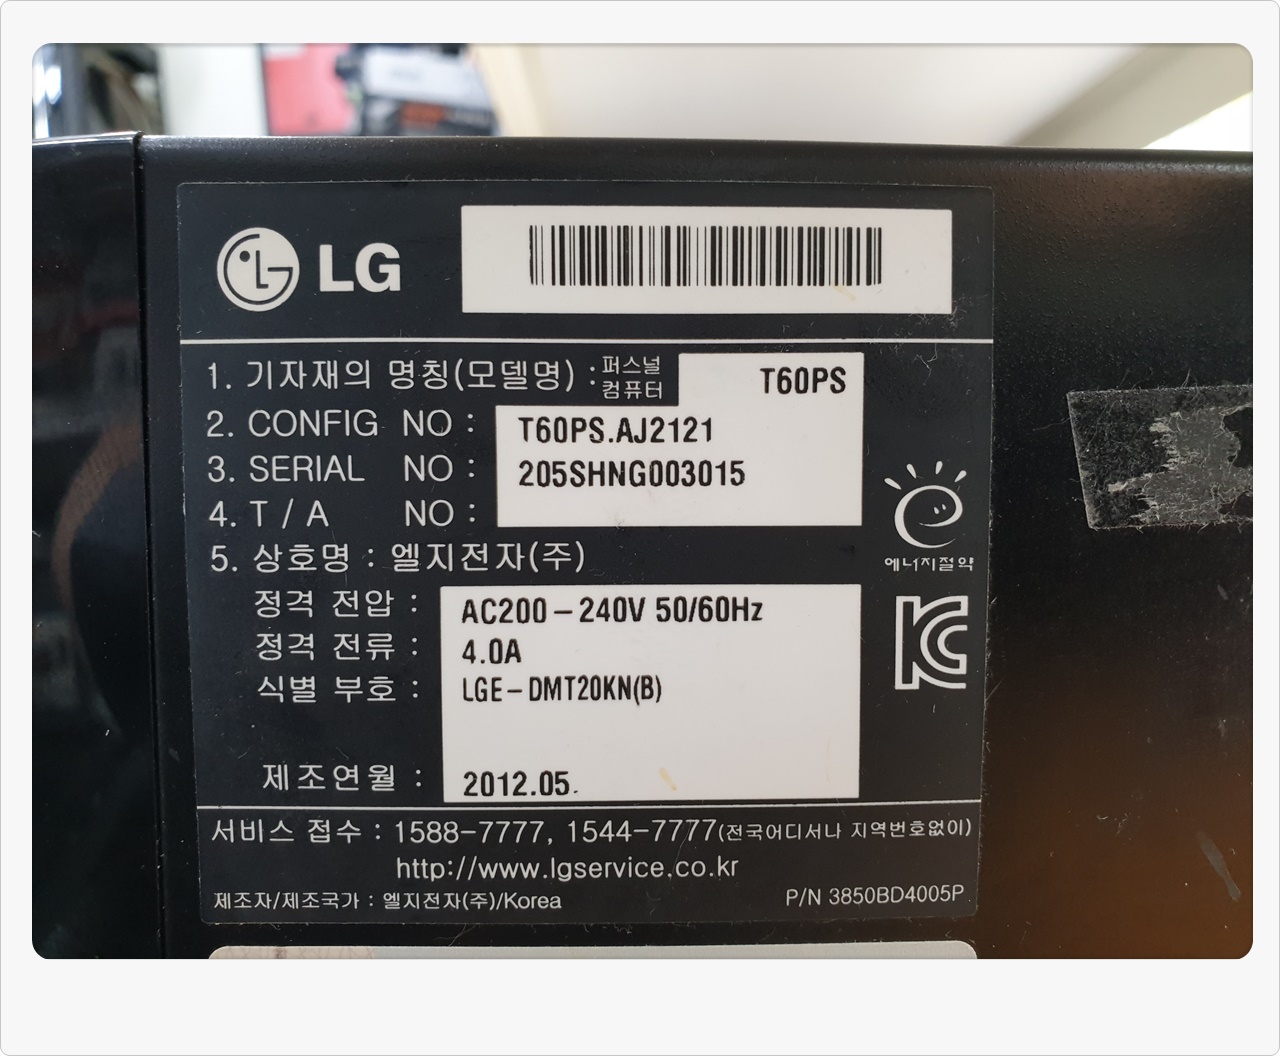 LG
1. 기자재의 명칭(모델명) : 퍼스널 컴퓨터 T60PS
2. CONFIG NO : T60PS.AJ2121
3. SERIAL NO : 205SHNG003015
4. T / A NO :
5. 상호명 : 엘지전자(주)
에너지절약
정격 전압 : AC200-240V 50/60Hz
정격 전류 : 4.0A
식별 부호 : LGE-DMT20KN(B)
제조연월 : 2012.05.
서비스 접수 : 1588-7777, 1544-7777(전국어디서나 지역번호없이)
http://www.lgservice.co.kr
제조자/제조국가 : 엘지전자(주)/Korea P/N 3850BD4005P